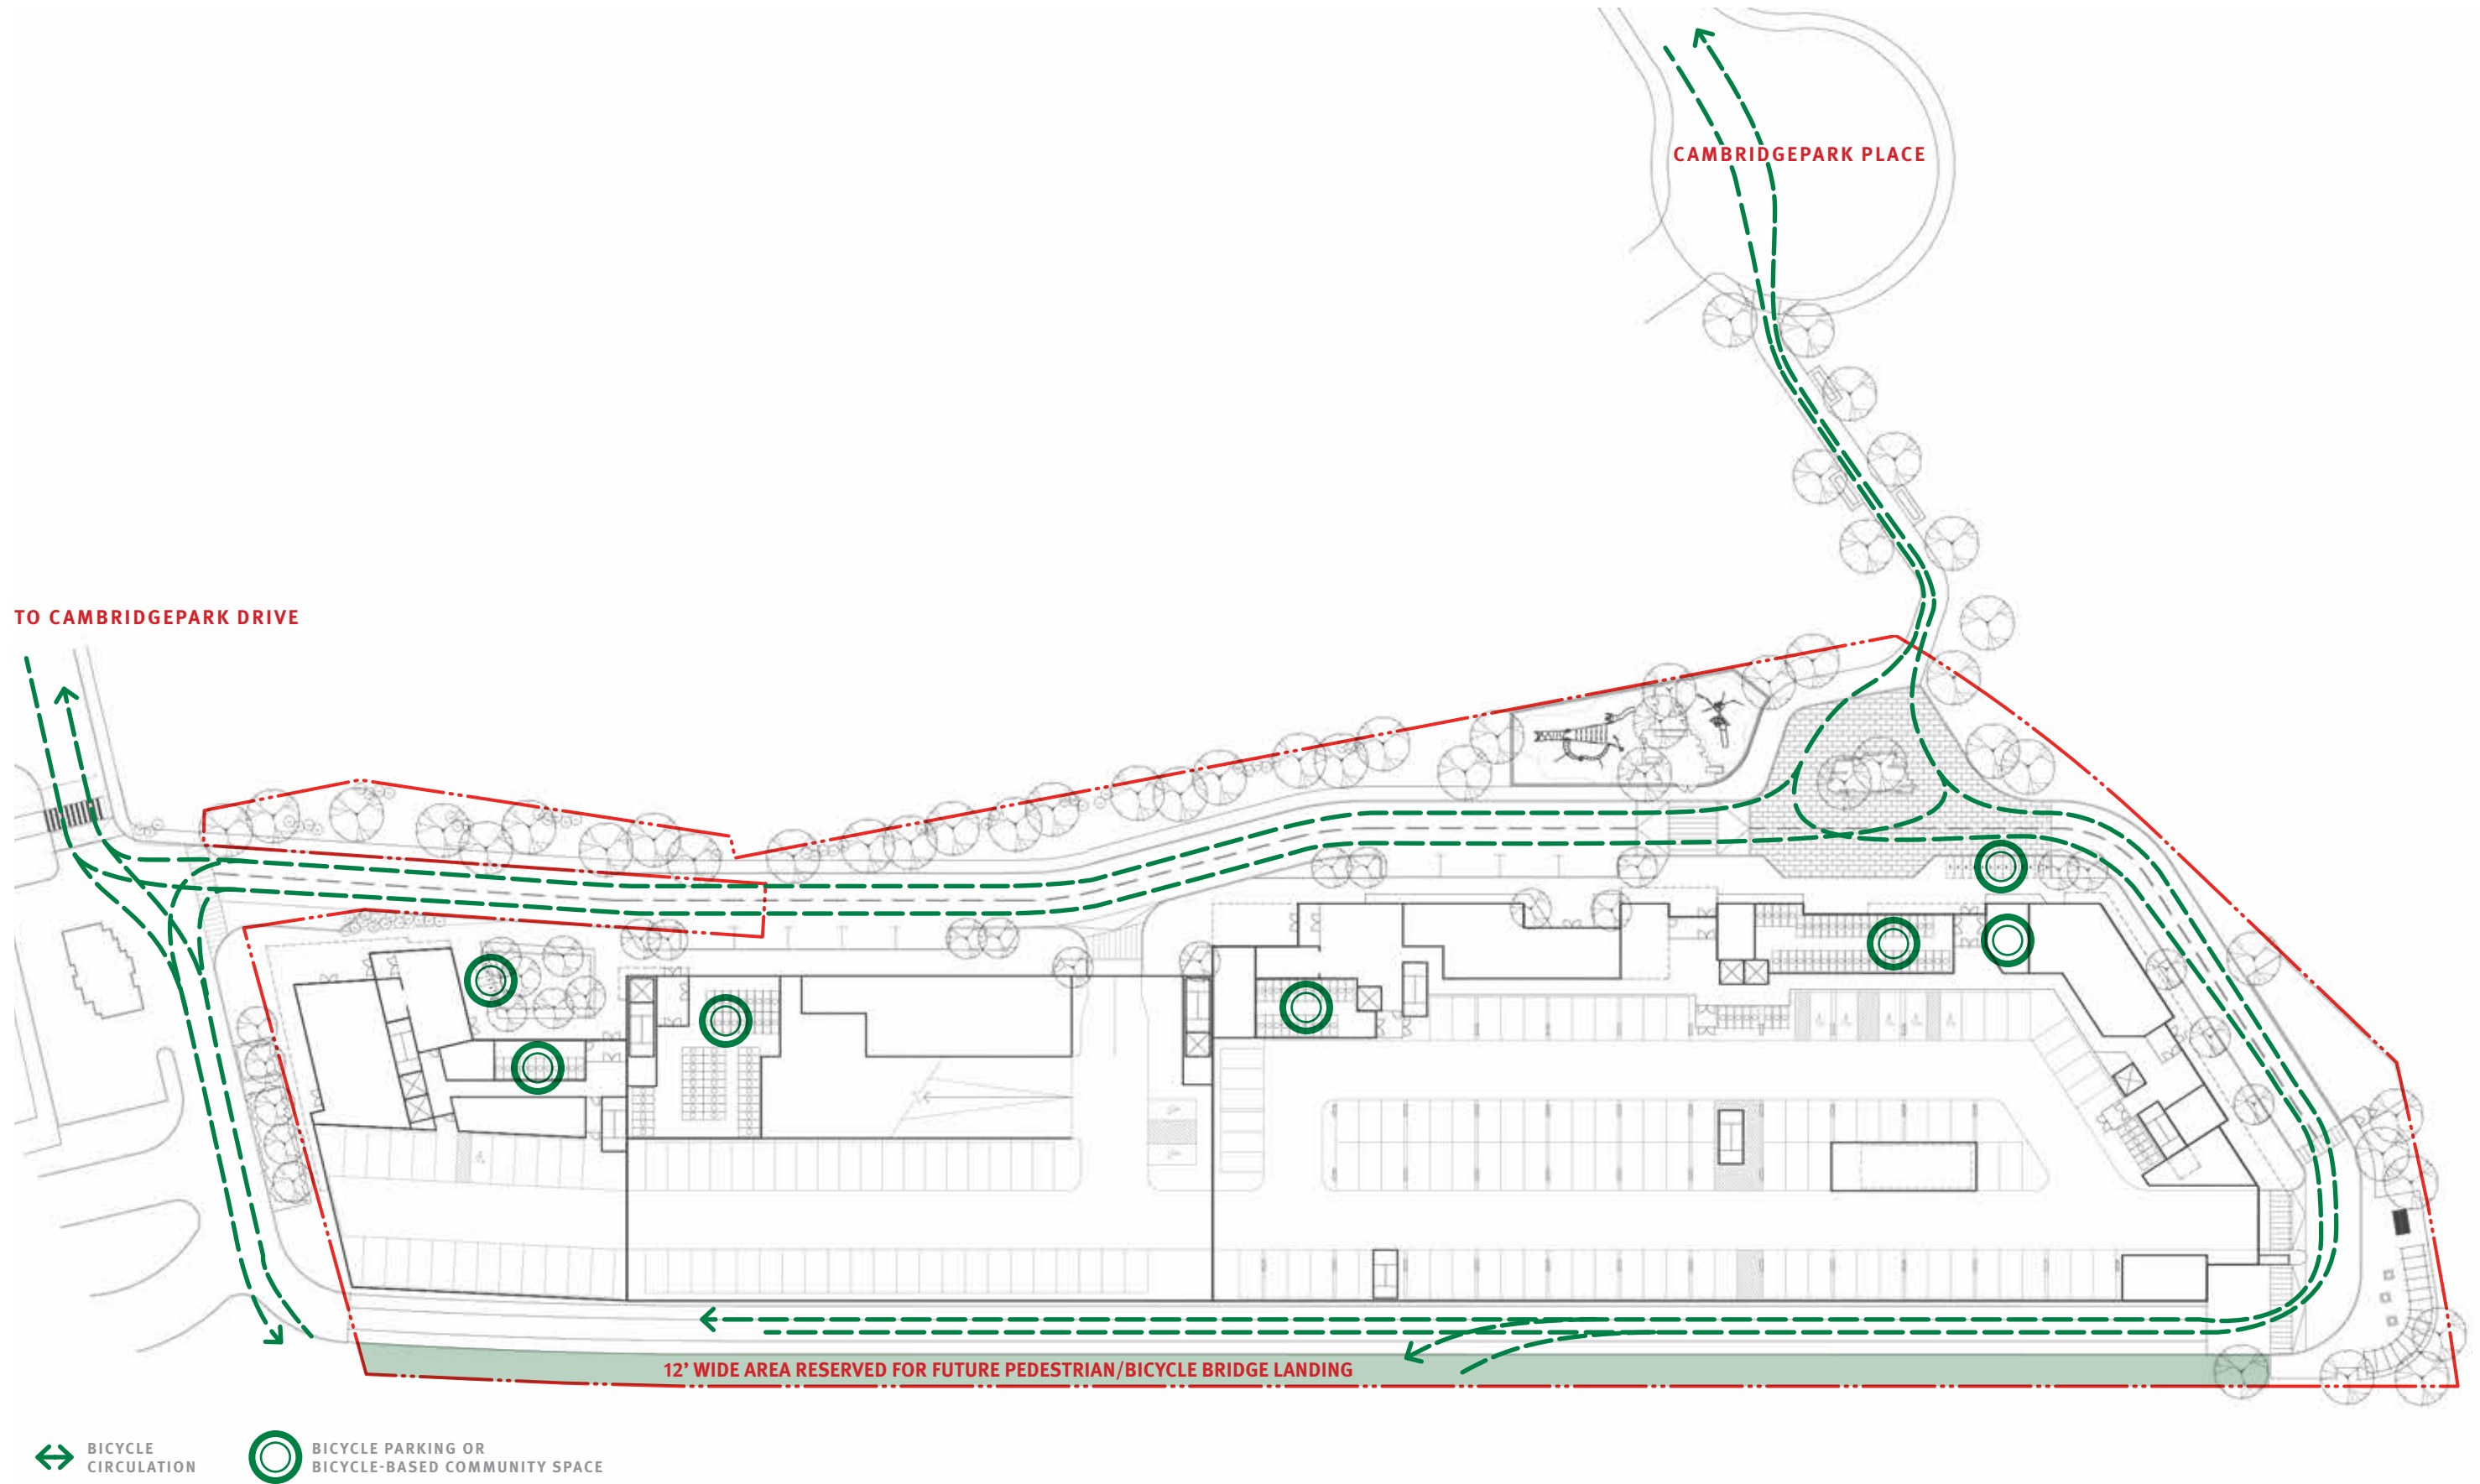 CAMBRIDGEPARK PLACE
TO CAMBRIDGEPARK DRIVE
12’ WIDE AREA RESERVED FOR FUTURE PEDESTRIAN/BICYCLE BRIDGE LANDING
BICYCLE
CIRCULATION
BICYCLE PARKING OR
BICYCLE-BASED COMMUNITY SPACE